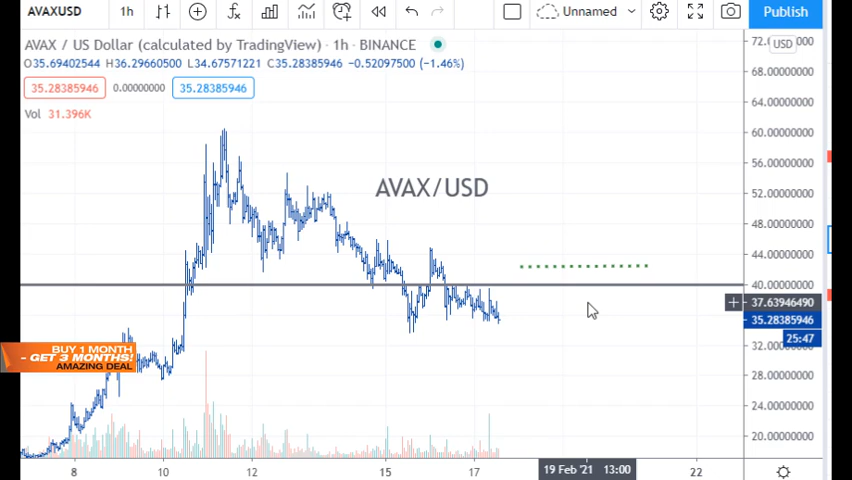 AVAXUSD 1h Unnamed Publish
AVAX / US Dollar (calculated by TradingView) · 1h · BINANCE
O35.69402544 H36.29660500 L34.67571221 C35.28385946 −0.52097500 (−1.46%)
35.28385946 0.00000000 35.28385946
Vol 31.396K
AVAX/USD
BUY 1 MONTH
- GET 3 MONTHS!
AMAZING DEAL
USD
72.
68.00000000
64.00000000
60.00000000
56.00000000
52.00000000
48.00000000
44.00000000
40.00000000
37.63946490
35.28385946
25:47
32.00000000
28.00000000
24.00000000
20.00000000
8 10 12 15 17 19 Feb '21 13:00 22